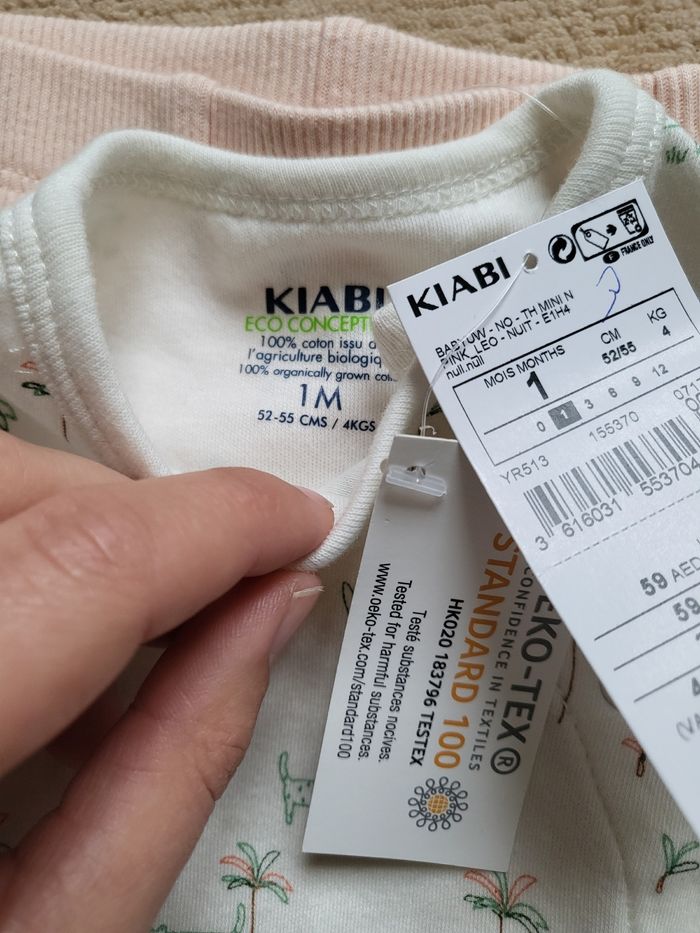 KIABI
ECO CONCEPT
100% coton issu d
l'agriculture biologiq
100% organically grown co
1M
52-55 CMS / 4KGS
KIABI
FRANCE ONLY
BABY UW - NO - TH MINI N
PINK_LEO - NUIT - E1H4
null.null
MOIS MONTHS CM KG
1 52/55 4
0 1 3 6 9 12
YR513 155370
3 616031 553704
59 AED
59
4
OEKO-TEX®
CONFIDENCE IN TEXTILES
STANDARD 100
HK020 183796 TESTEX
Testé substances nocives.
Tested for harmful substances.
www.oeko-tex.com/standard100